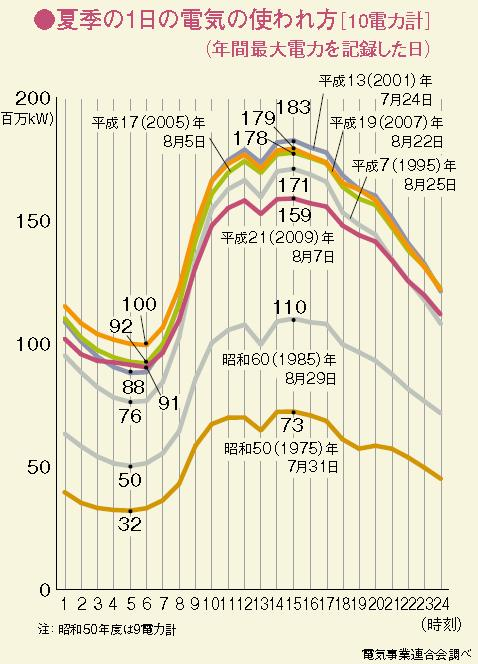 ●夏季の1日の電気の使われ方[10電力計]
(年間最大電力を記録した日)
200
百万kW)
150
100
50
0
平成13(2001)年
7月24日
183
179
178
平成17(2005)年
8月5日
平成19(2007)年
8月22日
平成7(1995)年
8月25日
171
159
平成21(2009)年
8月7日
100
92
88
91
76
110
昭和60(1985)年
8月29日
50
73
昭和50(1975)年
7月31日
32
1 2 3 4 5 6 7 8 9 10 11 12 13 14 15 16 17 18 19 20 21 22 23 24
(時刻)
注: 昭和50年度は9電力計
電気事業連合会調べ